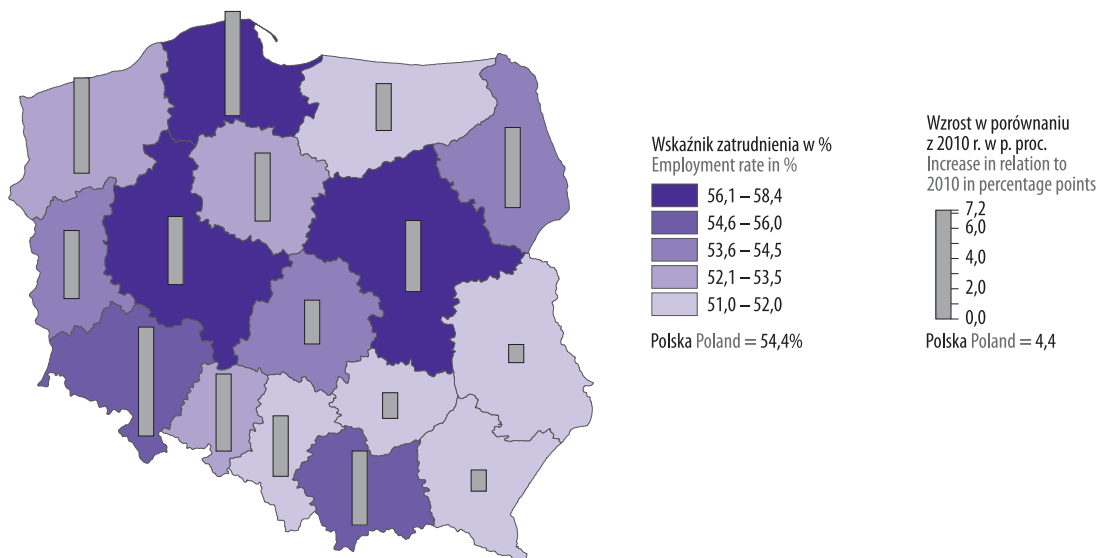 Wskaźnik zatrudnienia w %
Employment rate in %
56,1 – 58,4
54,6 – 56,0
53,6 – 54,5
52,1 – 53,5
51,0 – 52,0
Polska Poland = 54,4%
Wzrost w porównaniu
z 2010 r. w p. proc.
Increase in relation to
2010 in percentage points
7,2
6,0
4,0
2,0
0,0
Polska Poland = 4,4